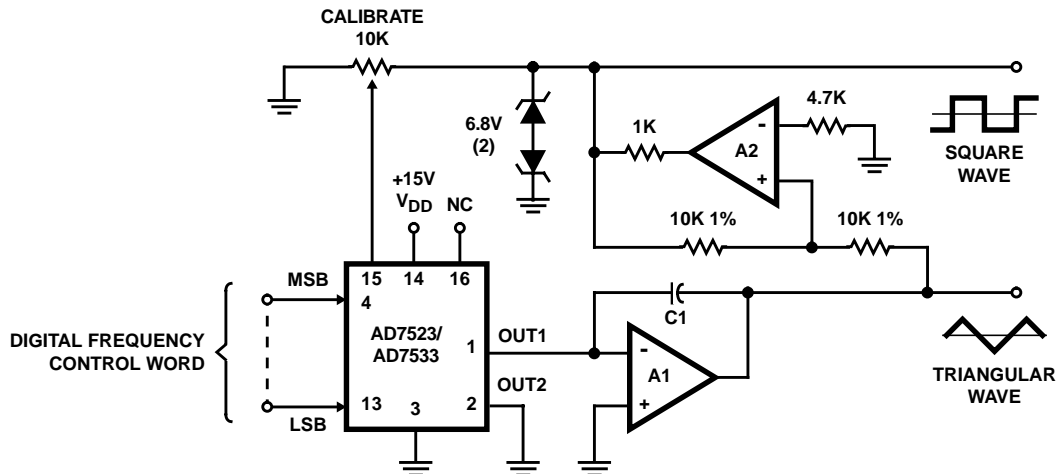 CALIBRATE
10K
6.8V
(2)
1K
A2
-
+
4.7K
SQUARE
WAVE
+15V
VDD
NC
10K 1%
10K 1%
15
14
16
MSB
4
DIGITAL FREQUENCY
CONTROL WORD
AD7523/
AD7533
1
OUT1
C1
-
A1
+
OUT2
LSB
13
3
2
TRIANGULAR
WAVE